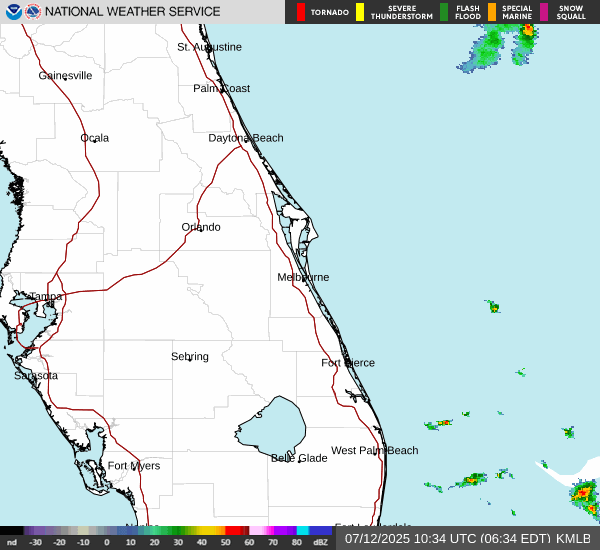 NATIONAL WEATHER SERVICE
TORNADO
SEVERE
THUNDERSTORM
FLASH
FLOOD
SPECIAL
MARINE
SNOW
SQUALL
St. Augustine
Gainesville
Palm Coast
Ocala
Daytona Beach
Orlando
Melbourne
Tampa
Sebring
Fort Pierce
Sarasota
West Palm Beach
Belle Glade
Fort Myers
nd -30 -20 -10 0 10 20 30 40 50 60 70 80 dBZ
07/12/2025 10:34 UTC (06:34 EDT) KMLB